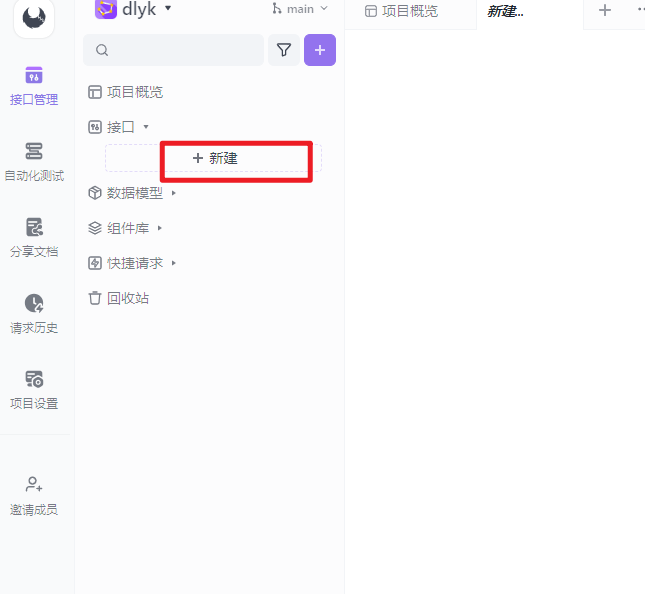 dlyk
main
项目概览
新建...
接口管理
项目概览
接口
新建
自动化测试
数据模型
组件库
分享文档
快捷请求
回收站
请求历史
项目设置
邀请成员